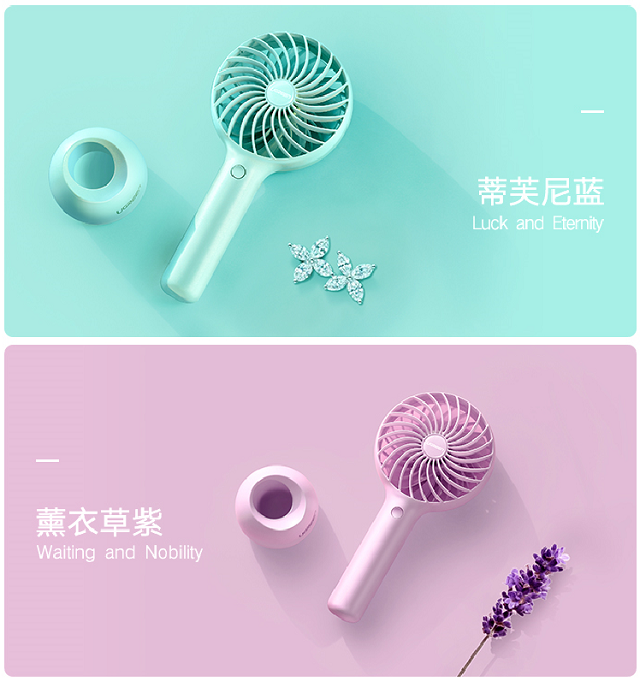 蒂芙尼蓝
Luck and Eternity
薰衣草紫
Waiting and Nobility